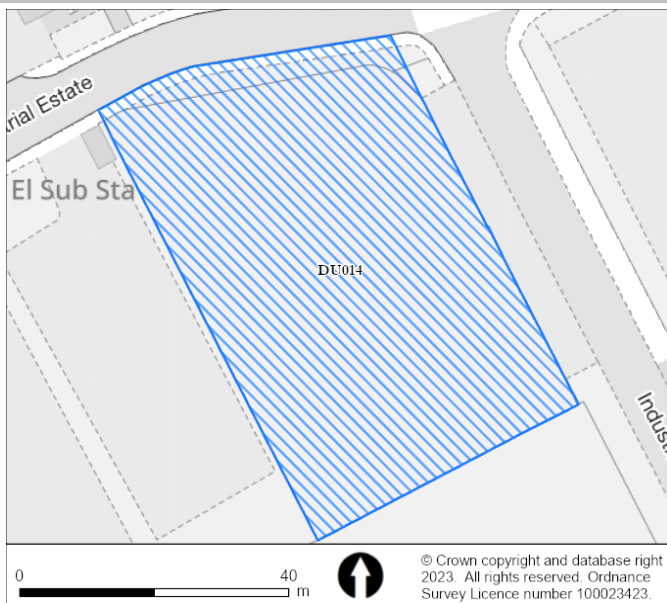 trial Estate
El Sub Sta
DU014
Indust
0 40 m
© Crown copyright and database right
2023. All rights reserved. Ordnance
Survey Licence number 100023423.